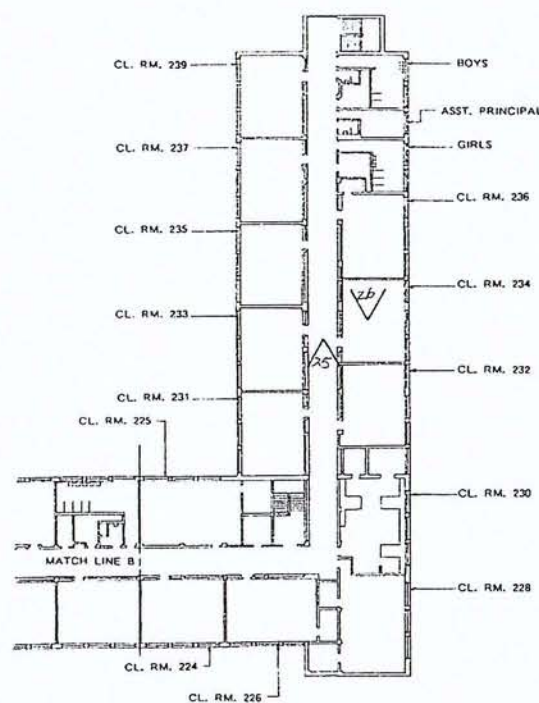 CL. RM. 239
BOYS
ASST. PRINCIPAL
CL. RM. 237
GIRLS
CL. RM. 236
CL. RM. 235
CL. RM. 234
26
CL. RM. 233
25
CL. RM. 232
CL. RM. 231
CL. RM. 225
CL. RM. 230
MATCH LINE B
CL. RM. 228
CL. RM. 224
CL. RM. 226